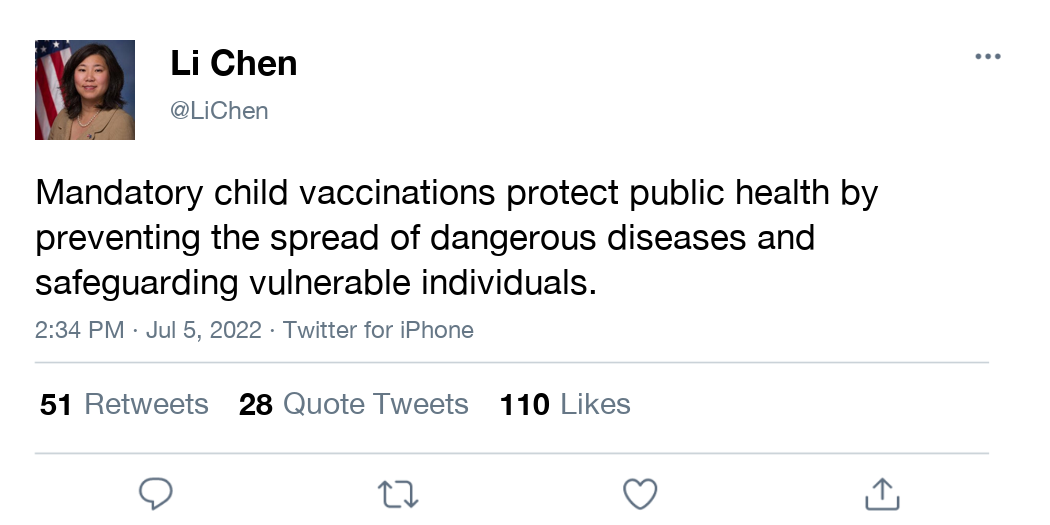 Li Chen
@LiChen
Mandatory child vaccinations protect public health by
preventing the spread of dangerous diseases and
safeguarding vulnerable individuals.
2:34 PM · Jul 5, 2022 · Twitter for iPhone
51 Retweets 28 Quote Tweets 110 Likes